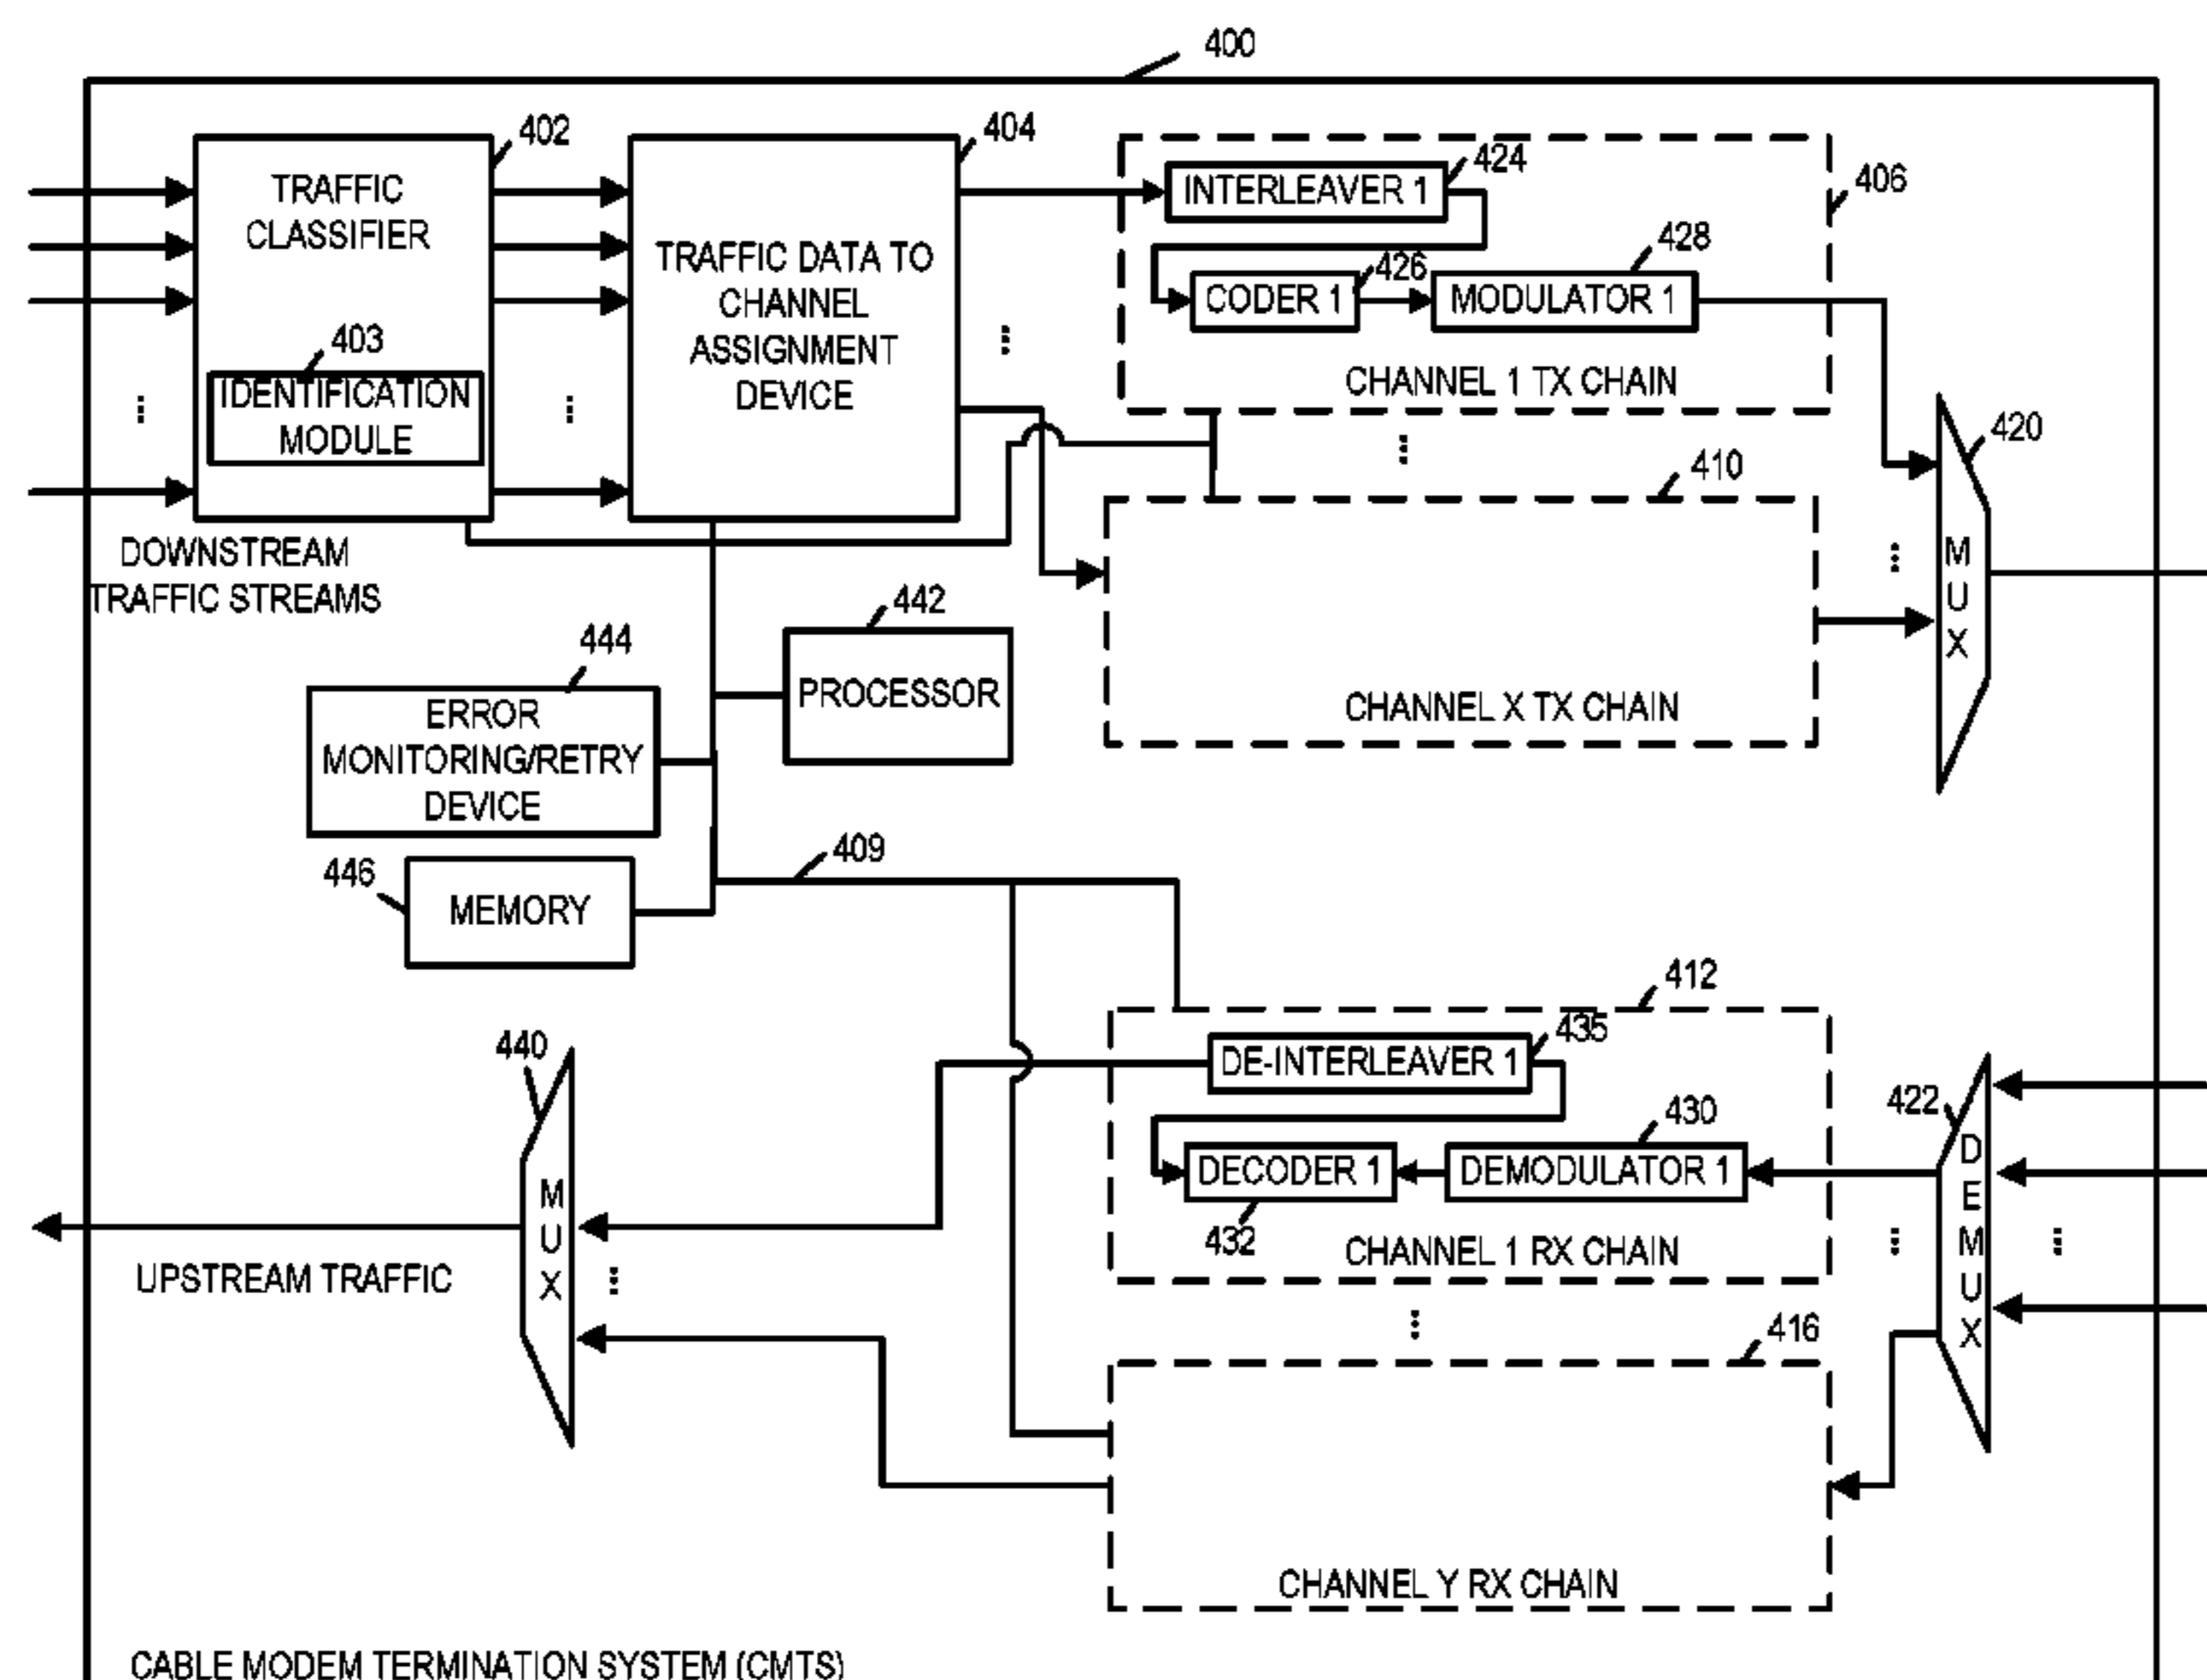 400
402
404
TRAFFIC
CLASSIFIER
403
IDENTIFICATION
MODULE
TRAFFIC DATA TO
CHANNEL
ASSIGNMENT
DEVICE
INTERLEAVER 1
424
406
CODER 1
426
MODULATOR 1
428
CHANNEL 1 TX CHAIN
410
CHANNEL X TX CHAIN
420
MUX
DOWNSTREAM
TRAFFIC STREAMS
442
PROCESSOR
444
ERROR
MONITORING/RETRY
DEVICE
446
MEMORY
409
412
DE-INTERLEAVER 1
435
DECODER 1
432
DEMODULATOR 1
430
CHANNEL 1 RX CHAIN
422
DEMUX
440
MUX
UPSTREAM TRAFFIC
416
CHANNEL Y RX CHAIN
CABLE MODEM TERMINATION SYSTEM (CMTS)